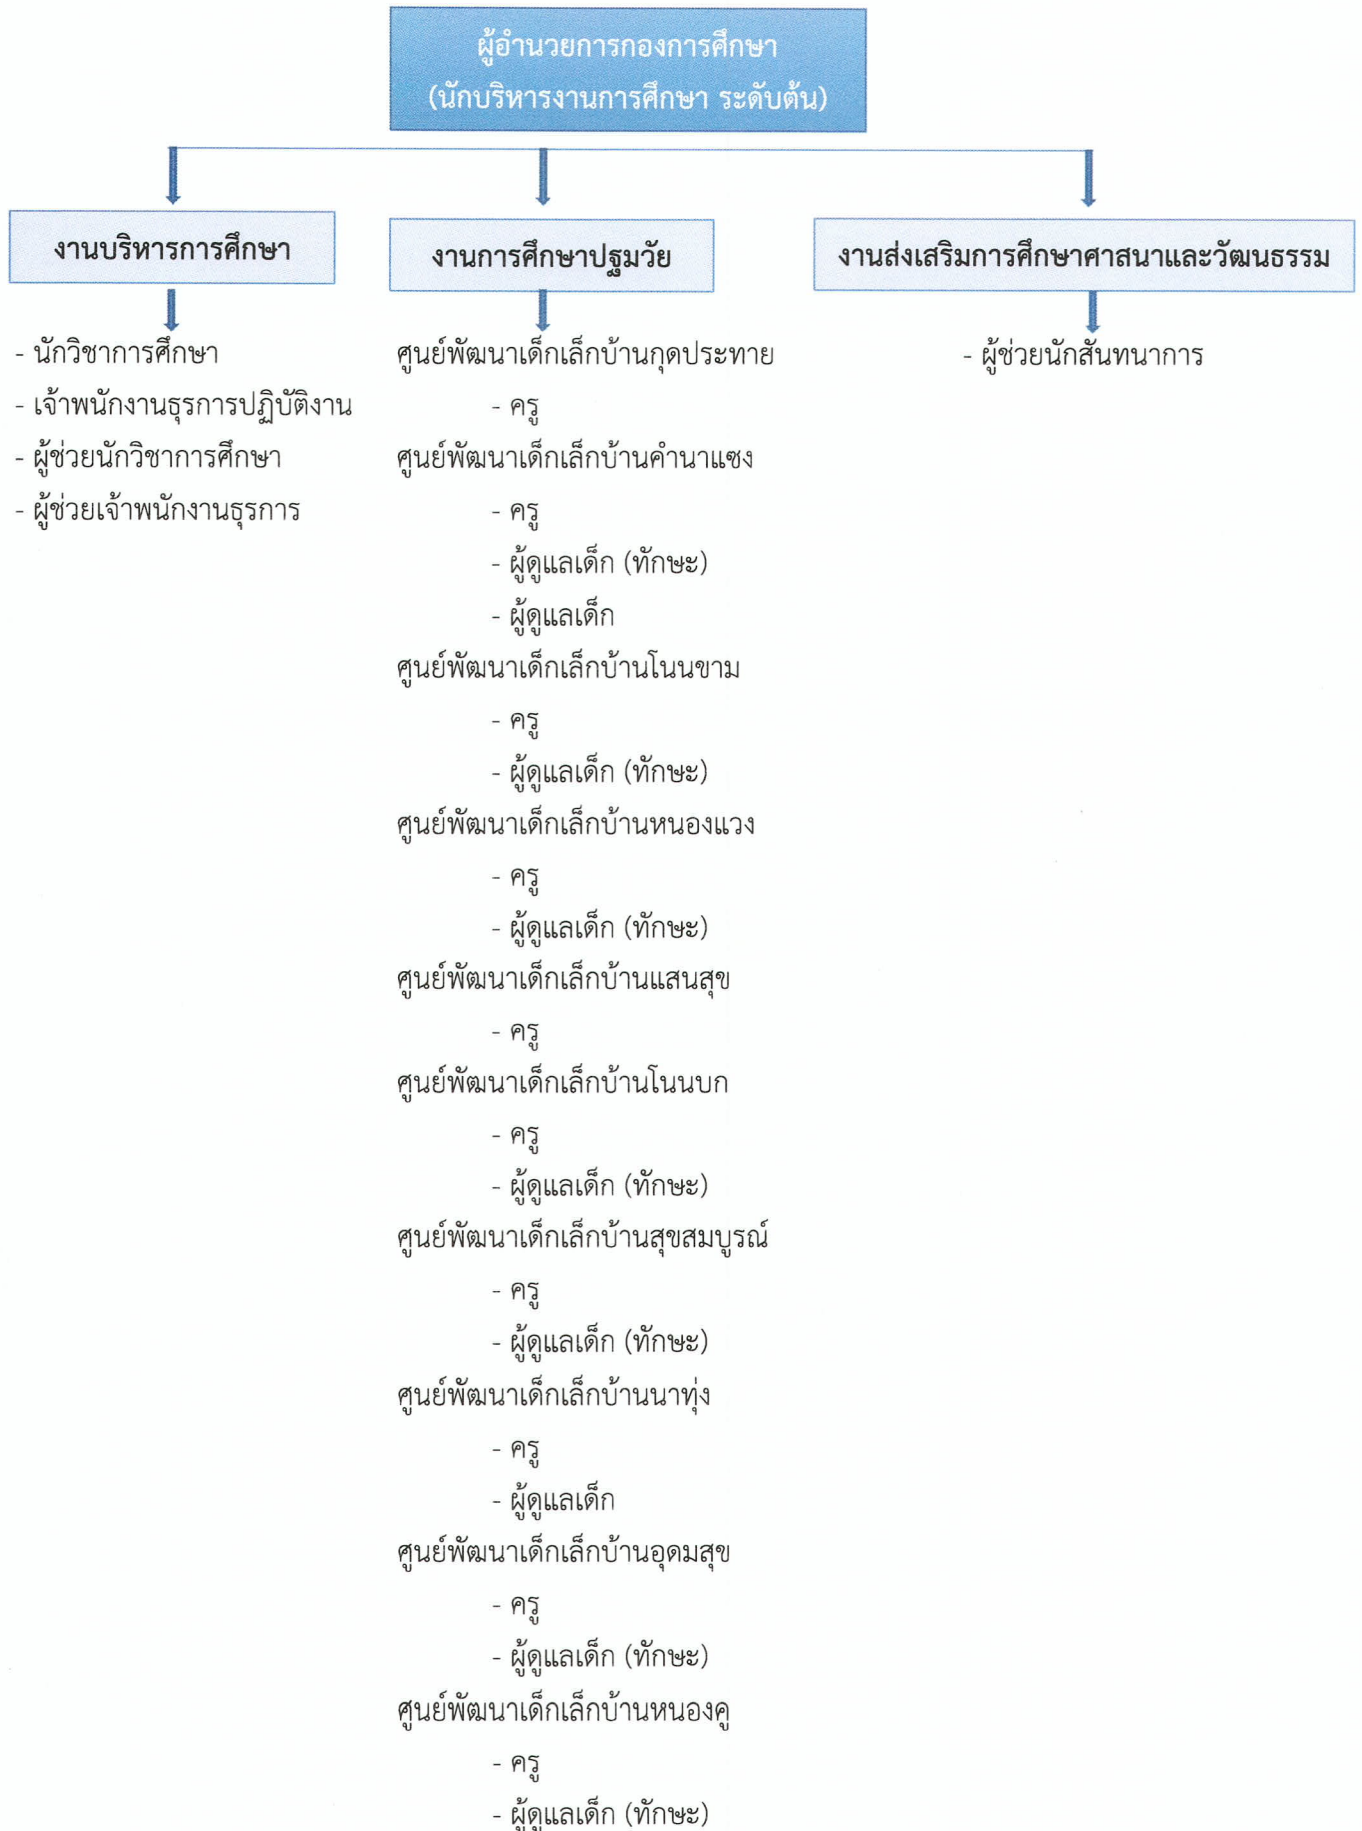 ผู้อำนวยการกองการศึกษา
(นักบริหารงานการศึกษา ระดับต้น)
งานบริหารการศึกษา
- นักวิชาการศึกษา
- เจ้าพนักงานธุรการปฏิบัติงาน
- ผู้ช่วยนักวิชาการศึกษา
- ผู้ช่วยเจ้าพนักงานธุรการ
งานการศึกษาปฐมวัย
ศูนย์พัฒนาเด็กเล็กบ้านกุดประทาย
- ครู
ศูนย์พัฒนาเด็กเล็กบ้านคำนาแซง
- ครู
- ผู้ดูแลเด็ก (ทักษะ)
- ผู้ดูแลเด็ก
ศูนย์พัฒนาเด็กเล็กบ้านโนนขาม
- ครู
- ผู้ดูแลเด็ก (ทักษะ)
ศูนย์พัฒนาเด็กเล็กบ้านหนองแวง
- ครู
- ผู้ดูแลเด็ก (ทักษะ)
ศูนย์พัฒนาเด็กเล็กบ้านแสนสุข
- ครู
ศูนย์พัฒนาเด็กเล็กบ้านโนนบก
- ครู
- ผู้ดูแลเด็ก (ทักษะ)
ศูนย์พัฒนาเด็กเล็กบ้านสุขสมบูรณ์
- ครู
- ผู้ดูแลเด็ก (ทักษะ)
ศูนย์พัฒนาเด็กเล็กบ้านนาทุ่ง
- ครู
- ผู้ดูแลเด็ก
ศูนย์พัฒนาเด็กเล็กบ้านอุดมสุข
- ครู
- ผู้ดูแลเด็ก (ทักษะ)
ศูนย์พัฒนาเด็กเล็กบ้านหนองคู
- ครู
- ผู้ดูแลเด็ก (ทักษะ)
งานส่งเสริมการศึกษาศาสนาและวัฒนธรรม
- ผู้ช่วยนักสันทนาการ